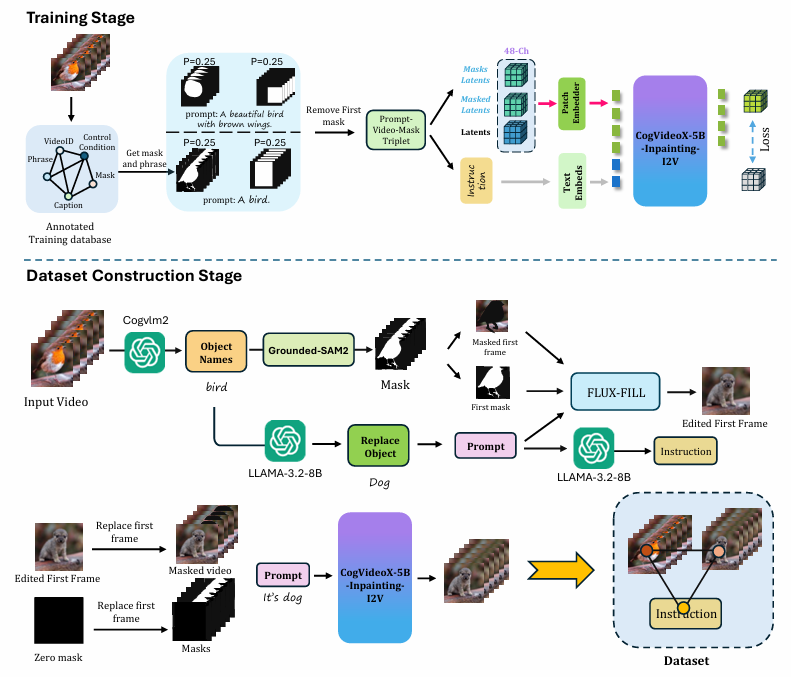 Training Stage
P=0.25
P=0.25
prompt: A beautiful bird
with brown wings.
P=0.25
P=0.25
prompt: A bird.
VideoID
Control
Condition
Phrase
Mask
Caption
Annotated
Training database
Get mask
and phrase
Remove First
mask
Prompt-
Video-Mask
Triplet
48-Ch
Masks
Latents
Masked
Latents
Latents
Instruc
tion
Patch
Embedder
Text
Embeds
CogVideoX-5B
-Inpainting-
I2V
Loss
Dataset Construction Stage
Input Video
Cogvlm2
Object
Names
bird
Grounded-SAM2
Mask
Masked first
frame
First mask
FLUX-FILL
Edited First Frame
LLAMA-3.2-8B
Replace
Object
Dog
Prompt
LLAMA-3.2-8B
Instruction
Edited First Frame
Replace first
frame
Masked video
Zero mask
Replace first
frame
Masks
Prompt
It's dog
CogVideoX-5B
-Inpainting-
I2V
Instruction
Dataset